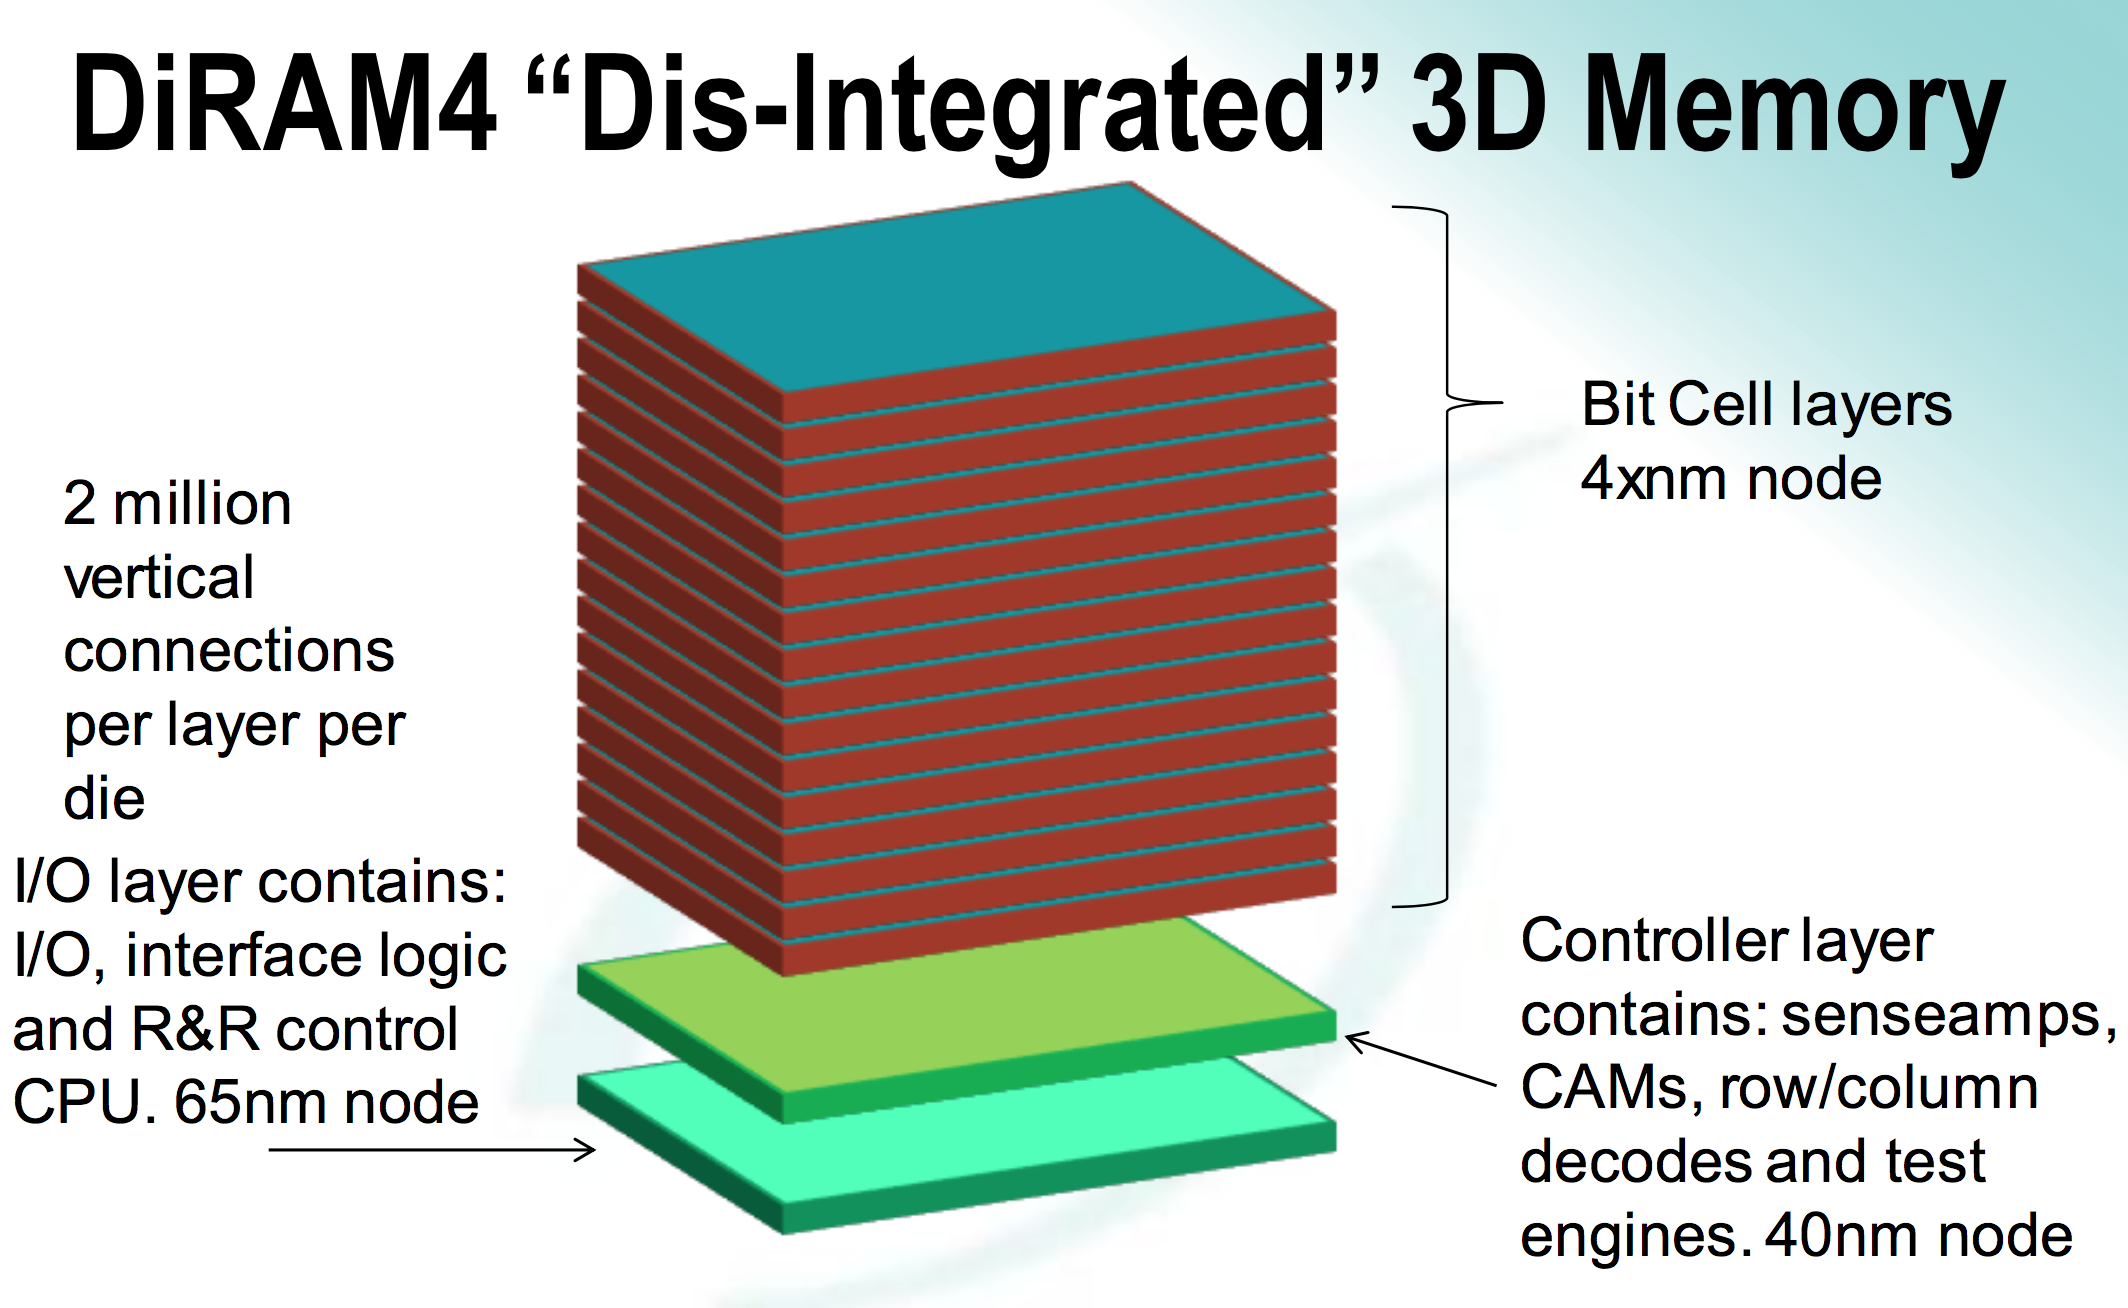 DiRAM4 “Dis-Integrated” 3D Memory
Bit Cell layers
4xnm node
2 million
vertical
connections
per layer per
die
I/O layer contains:
I/O, interface logic
and R&R control
CPU. 65nm node
Controller layer
contains: senseamps,
CAMs, row/column
decodes and test
engines. 40nm node